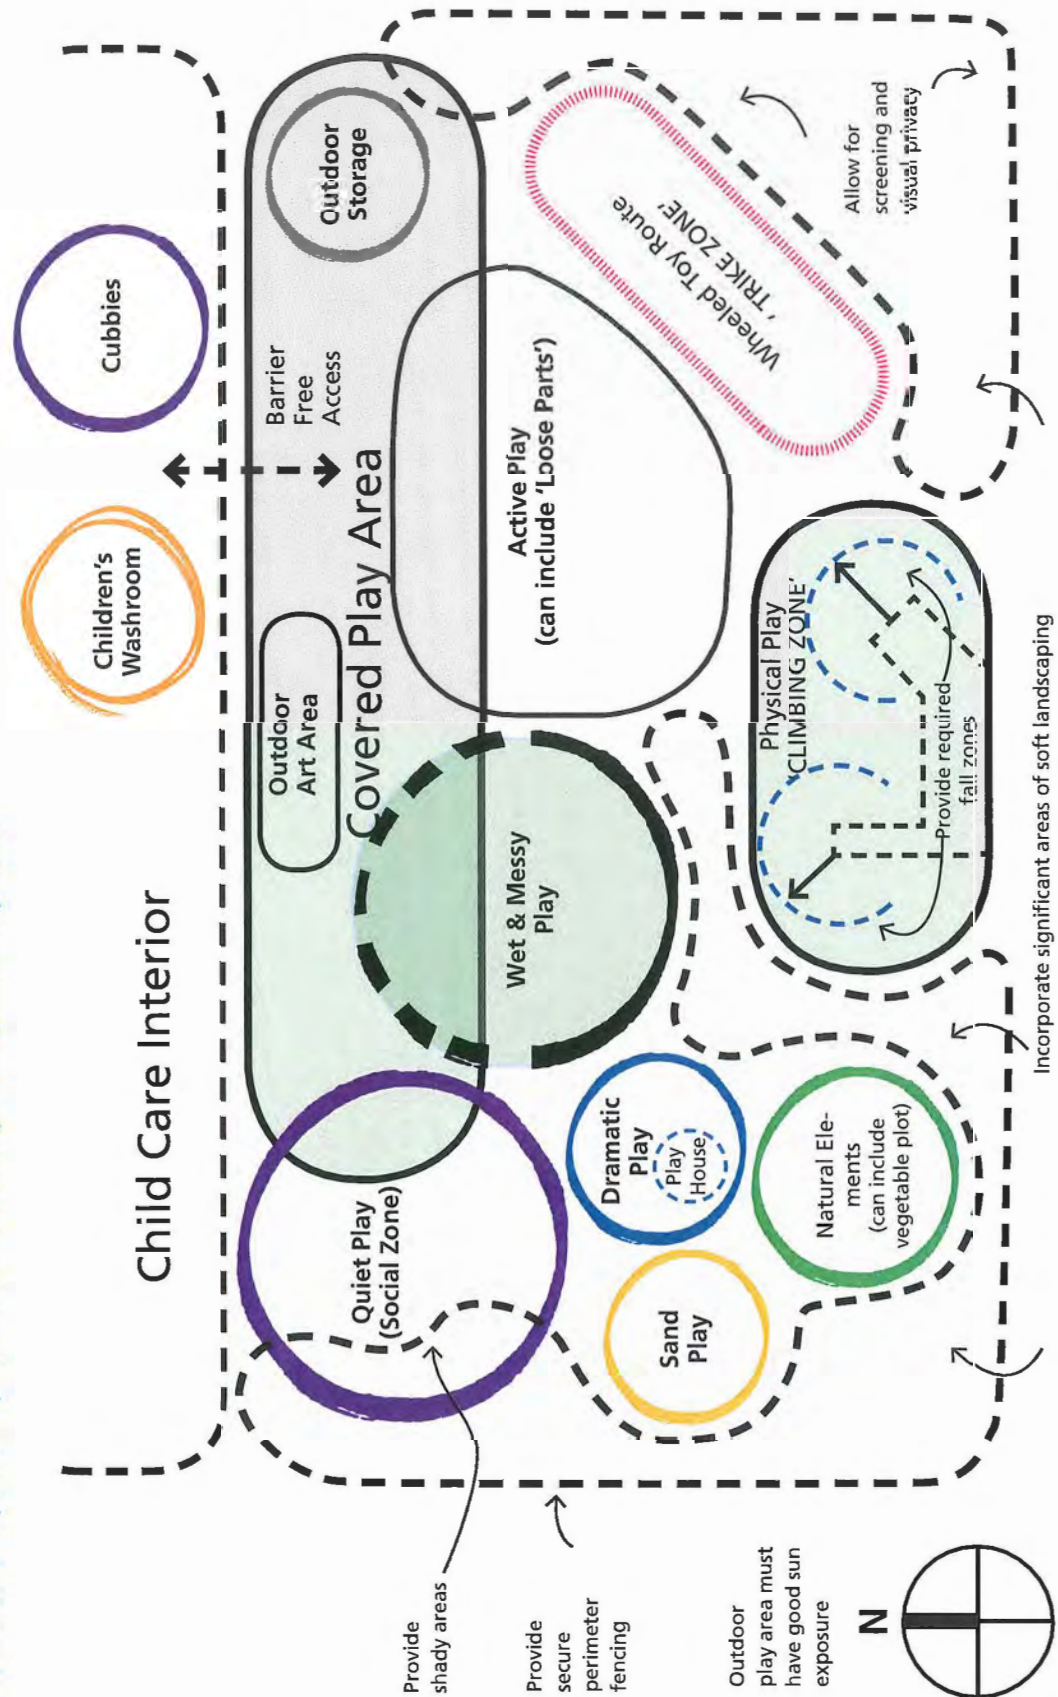 Child Care Interior
Children's
Washroom
Cubbies
Barrier
Free
Access
Outdoor
Storage
Outdoor
Art Area
Covered Play Area
Quiet Play
(Social Zone)
Wet & Messy
Play
Active Play
(can include 'Loose Parts')
Wheeled Toy Route
'TRIKE ZONE'
Dramatic
Play
Play
House
Sand
Play
Natural Ele-
ments
(can include
vegetable plot)
Physical Play
'CLIMBING ZONE'
Provide required
fall zones
Allow for
screening and
visual privacy
Provide
shady areas
Provide
secure
perimeter
fencing
Outdoor
play area must
have good sun
exposure
N
Incorporate significant areas of soft landscaping